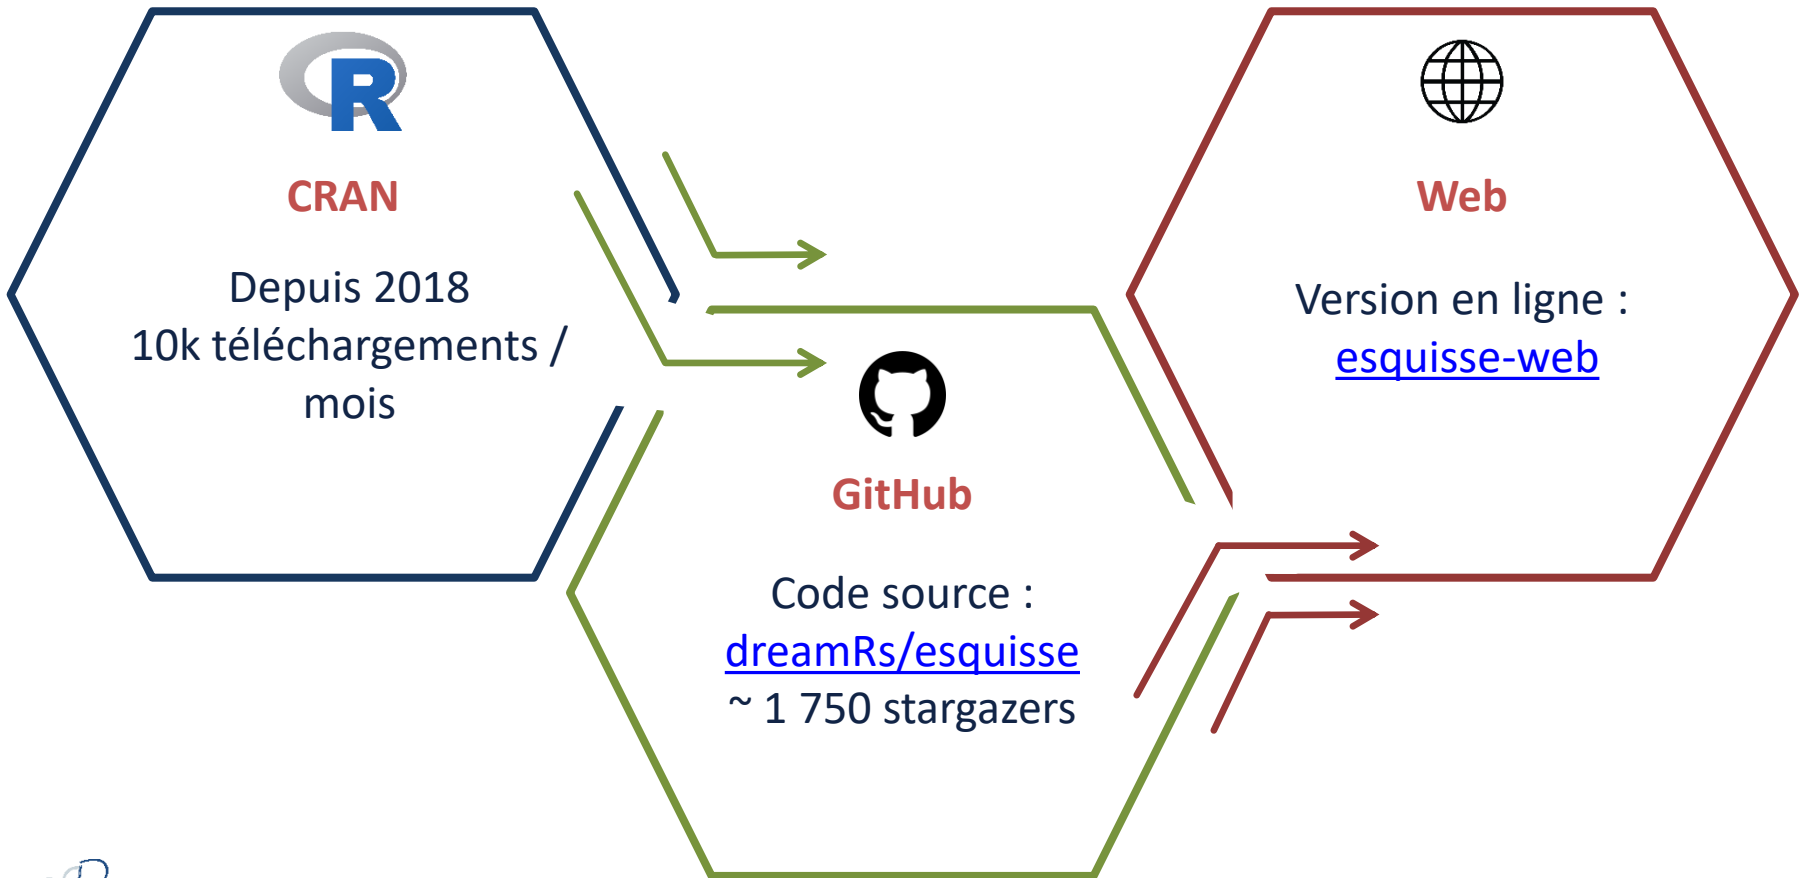 R
CRAN
Depuis 2018
10k téléchargements /
mois
GitHub
Code source :
dreamRs/esquisse
~ 1 750 stargazers
Web
Version en ligne :
esquisse-web